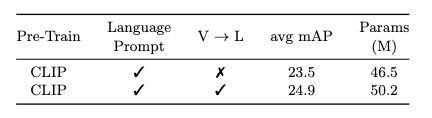 Pre-Train Language Prompt V → L avg mAP Params (M)
CLIP ✓ ✗ 23.5 46.5
CLIP ✓ ✓ 24.9 50.2